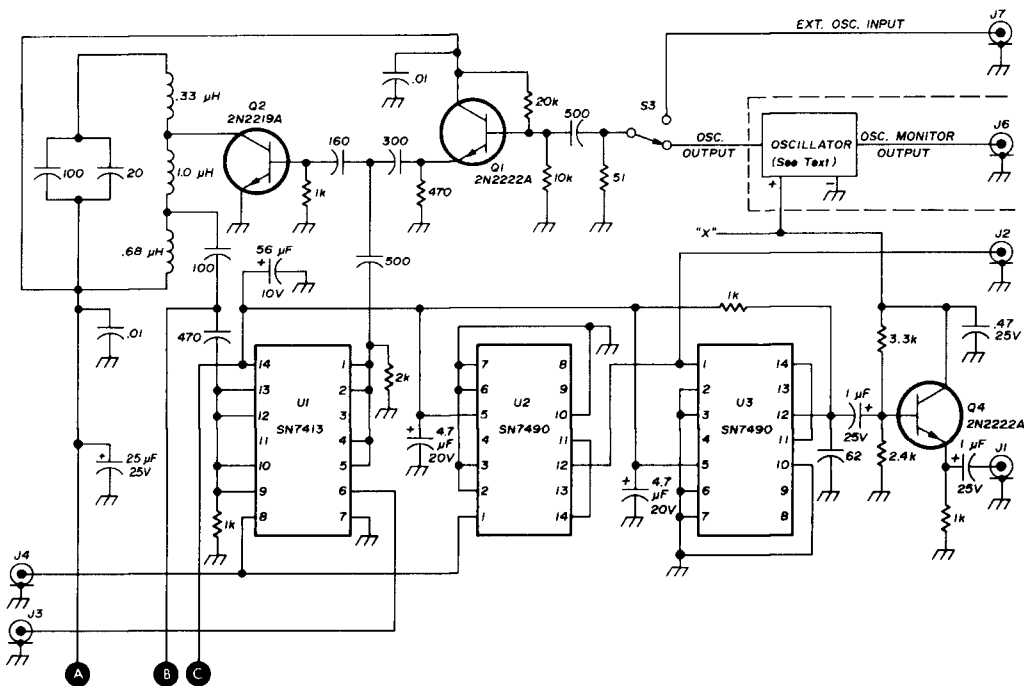 J7
EXT. OSC. INPUT
.33 µH
Q2
2N2219A
.01
20k
500
S3
160
300
Q1
2N2222A
OSC.
OUTPUT
OSCILLATOR
(See Text)
+
−
OSC. MONITOR
OUTPUT
J6
100
20
1.0 µH
1k
470
10k
51
"X"
J2
.68 µH
100
56 µF
+
10V
500
1k
.01
470
2k
3.3k
.47
25V
14
13
12
11
10
9
8
U1
SN7413
1
2
3
4
5
6
7
+
4.7
µF
20V
7
6
5
4
3
2
1
U2
SN7490
8
9
10
11
12
13
14
+
4.7
µF
20V
1
2
3
4
5
6
7
U3
SN7490
14
13
12
11
10
9
8
1 µF
+
25V
62
2.4k
Q4
2N2222A
1 µF
+
25V
J1
1k
+
25 µF
25V
1k
J4
J3
A
B
C